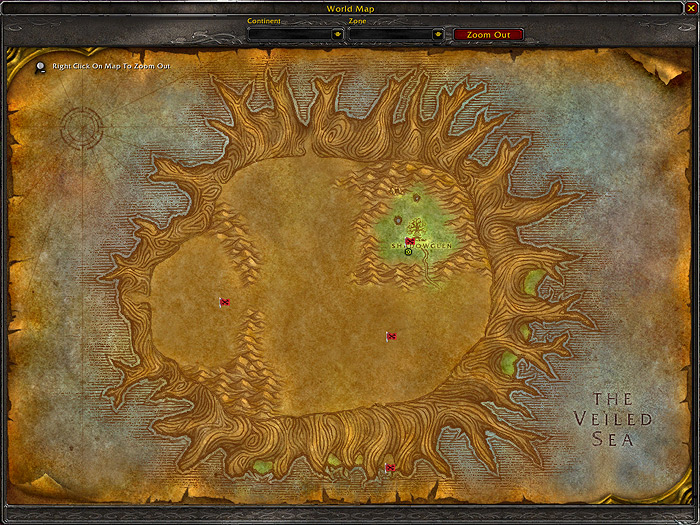 World Map
Continent
Zone
Zoom Out
Right Click On Map To Zoom Out
SHADOWGLEN
THE
VEILED
SEA